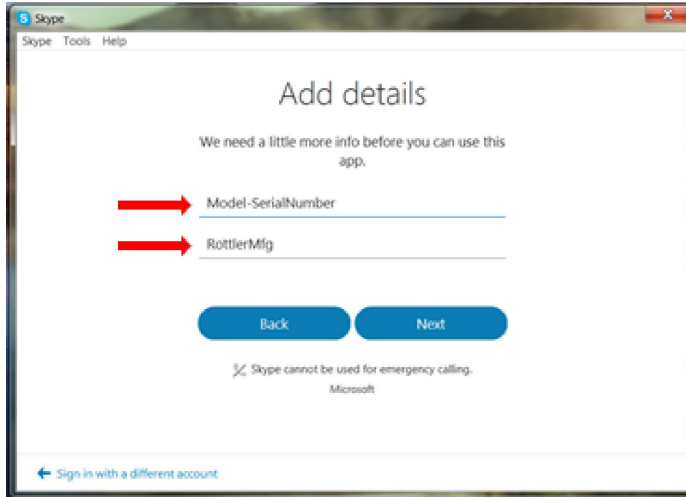 Skype
Skype Tools Help
Add details
We need a little more info before you can use this
app.
Model-SerialNumber
RottlerMfg
Back Next
Skype cannot be used for emergency calling.
Microsoft
Sign in with a different account